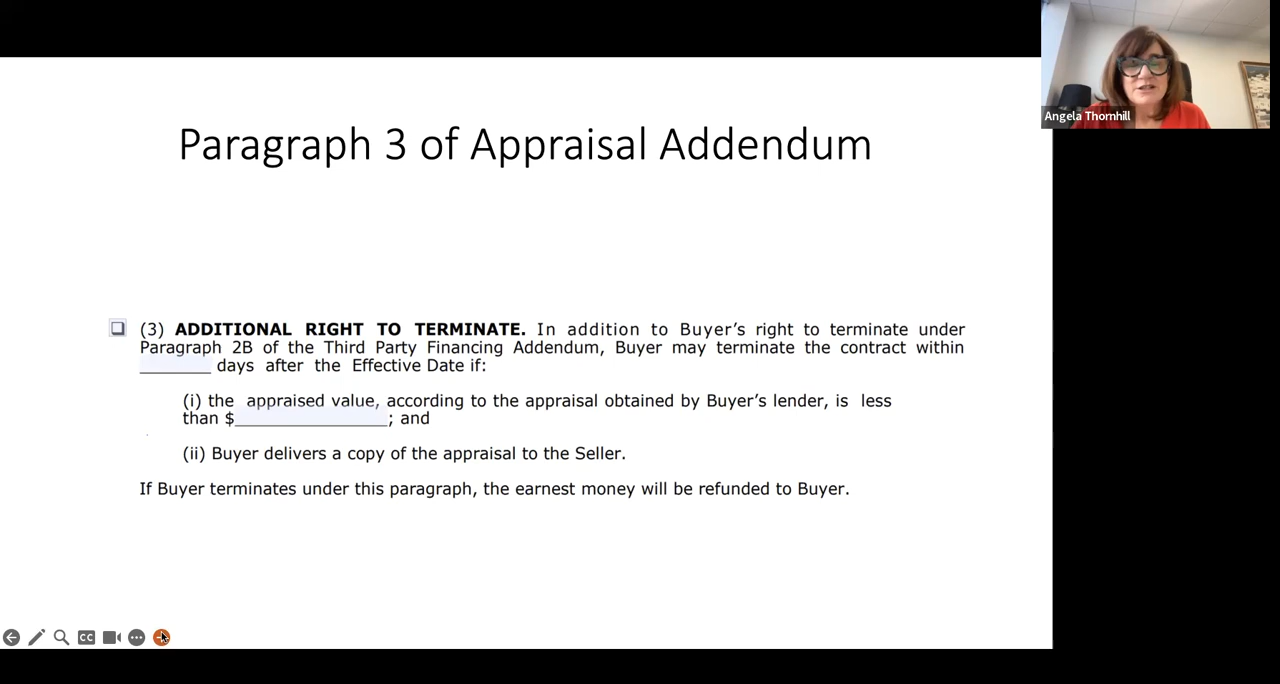 Angela Thornhill
Paragraph 3 of Appraisal Addendum
(3) ADDITIONAL RIGHT TO TERMINATE. In addition to Buyer's right to terminate under
Paragraph 2B of the Third Party Financing Addendum, Buyer may terminate the contract within
________ days after the Effective Date if:
(i) the appraised value, according to the appraisal obtained by Buyer's lender, is less
than $_________________; and
(ii) Buyer delivers a copy of the appraisal to the Seller.
If Buyer terminates under this paragraph, the earnest money will be refunded to Buyer.
CC